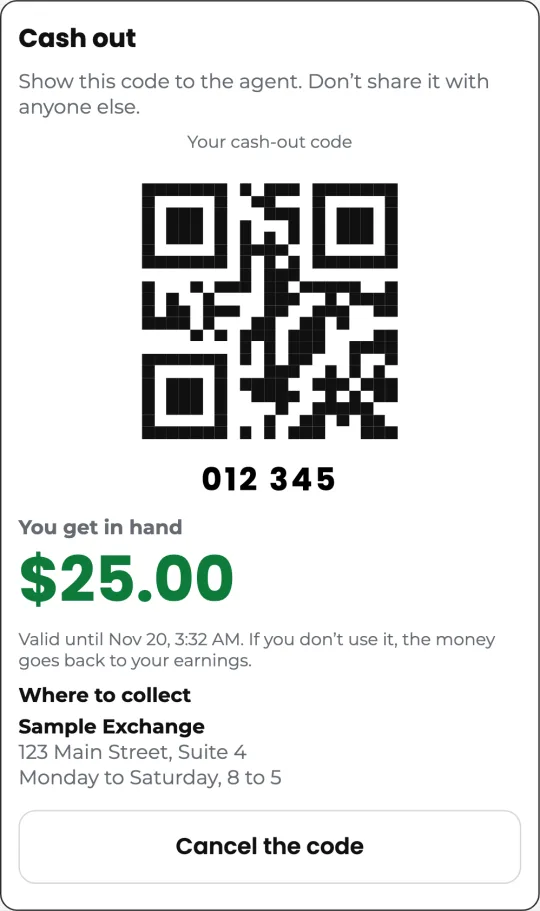 Cash out
Show this code to the agent. Don’t share it with
anyone else.
Your cash-out code
012 345
You get in hand
$25.00
Valid until Nov 20, 3:32 AM. If you don’t use it, the money
goes back to your earnings.
Where to collect
Sample Exchange
123 Main Street, Suite 4
Monday to Saturday, 8 to 5
Cancel the code